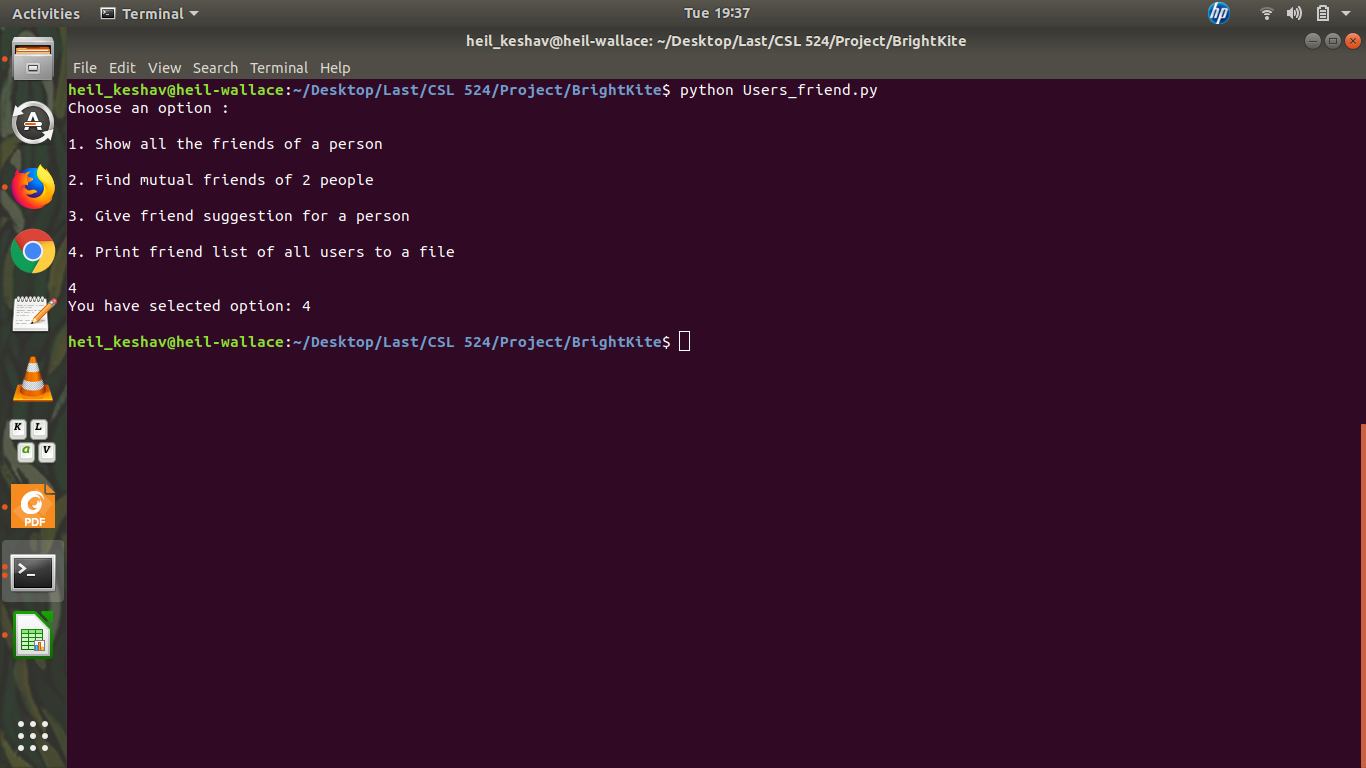 Activities Terminal Tue 19:37 hp
heil_keshav@heil-wallace: ~/Desktop/Last/CSL 524/Project/BrightKite
File Edit View Search Terminal Help
heil_keshav@heil-wallace:~/Desktop/Last/CSL 524/Project/BrightKite$ python Users_friend.py
Choose an option :
1. Show all the friends of a person
2. Find mutual friends of 2 people
3. Give friend suggestion for a person
4. Print friend list of all users to a file
4
You have selected option: 4
heil_keshav@heil-wallace:~/Desktop/Last/CSL 524/Project/BrightKite$
A
K L
a V
PDF
>_